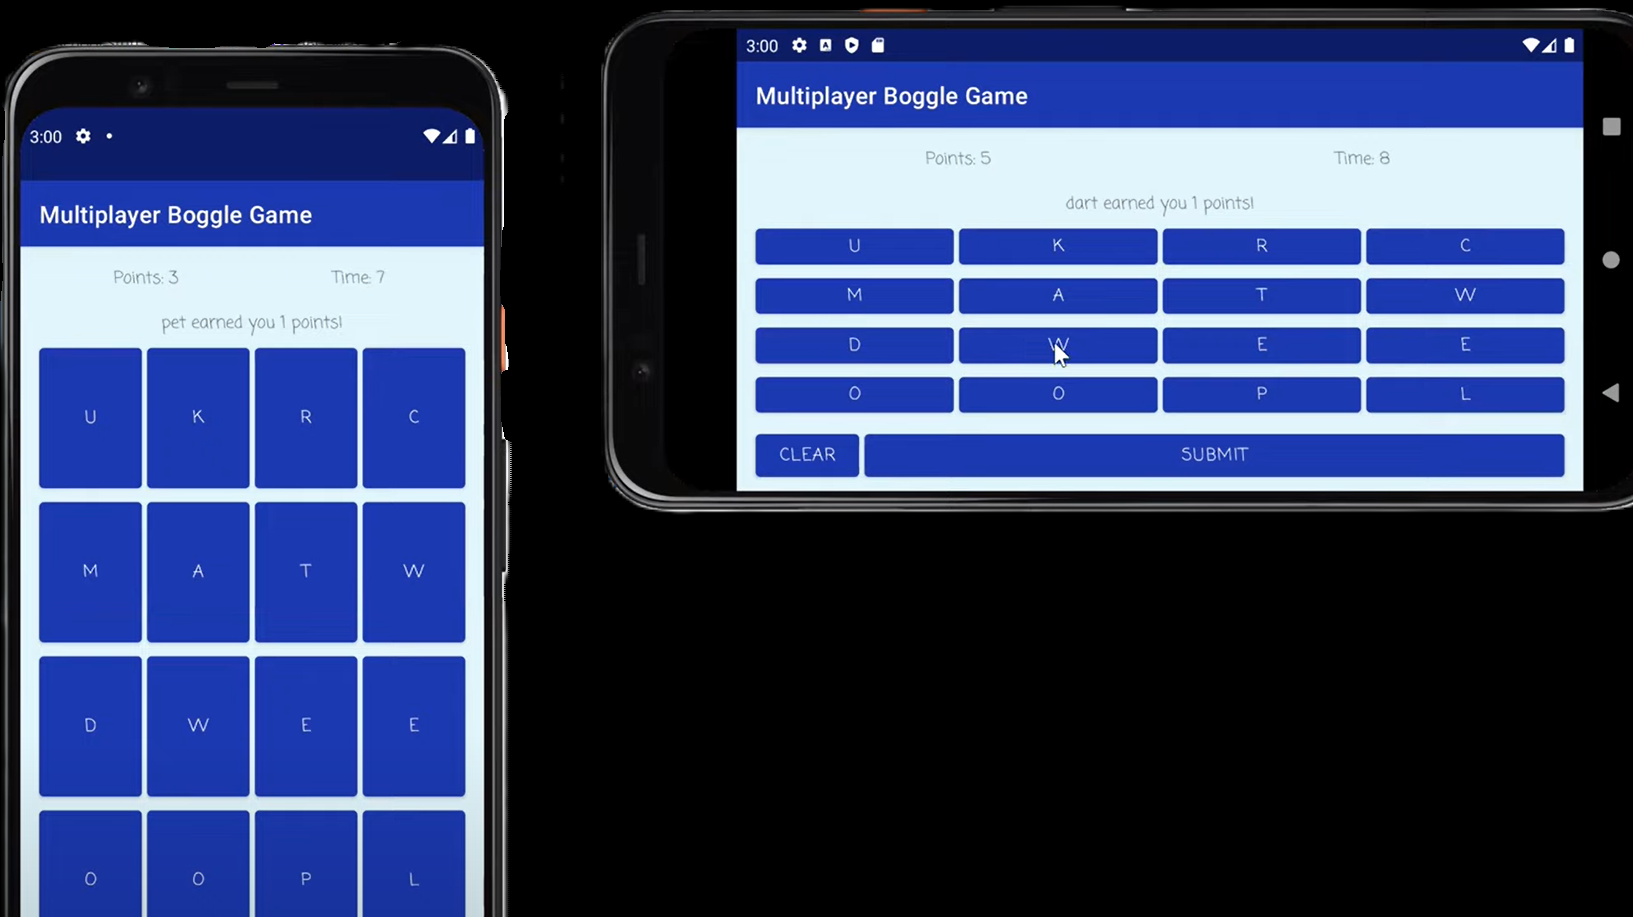 3:00
Multiplayer Boggle Game
Points: 3 Time: 7
pet earned you 1 points!
U K R C
M A T W
D W E E
O O P L
3:00
Multiplayer Boggle Game
Points: 5 Time: 8
dart earned you 1 points!
U K R C
M A T W
D W E E
O O P L
CLEAR SUBMIT